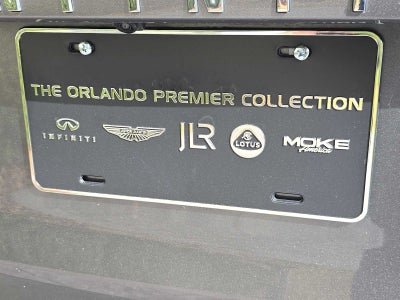 THE ORLANDO PREMIER COLLECTION
INFINITI
JLR
LOTUS
MOKE
America